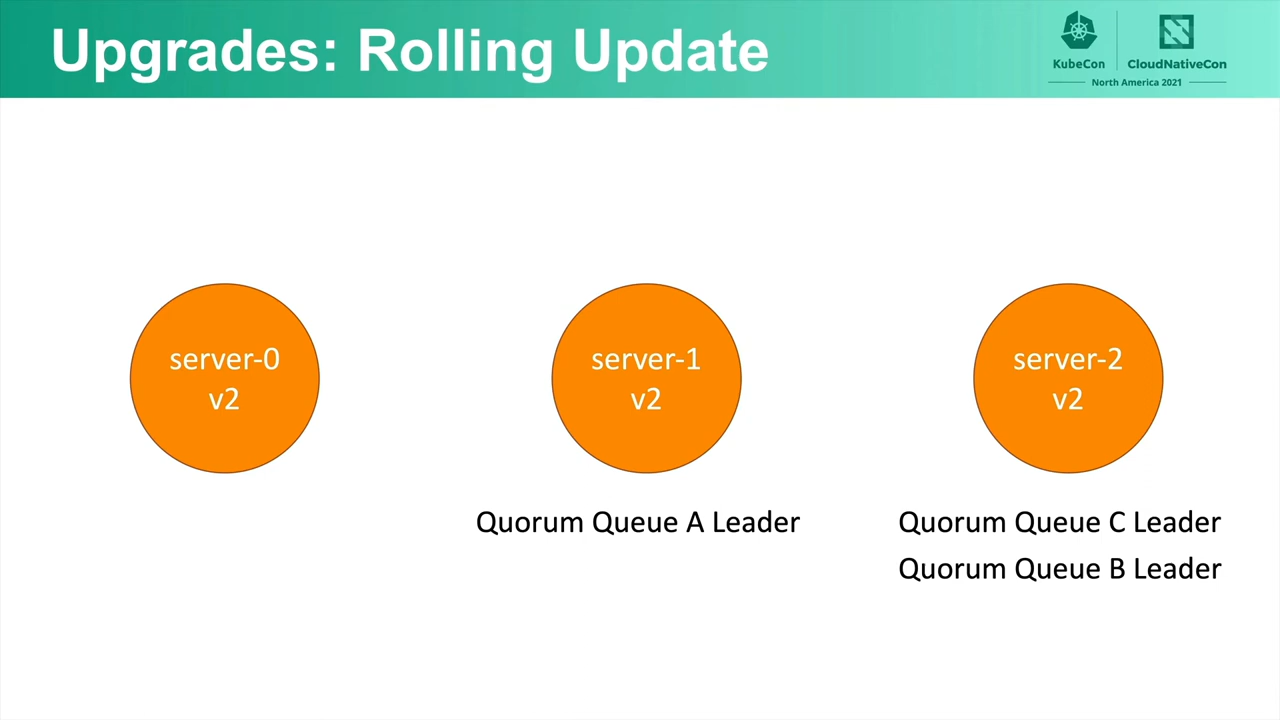 Upgrades: Rolling Update
KubeCon
CloudNativeCon
North America 2021
server-0
v2
server-1
v2
server-2
v2
Quorum Queue A Leader
Quorum Queue C Leader
Quorum Queue B Leader